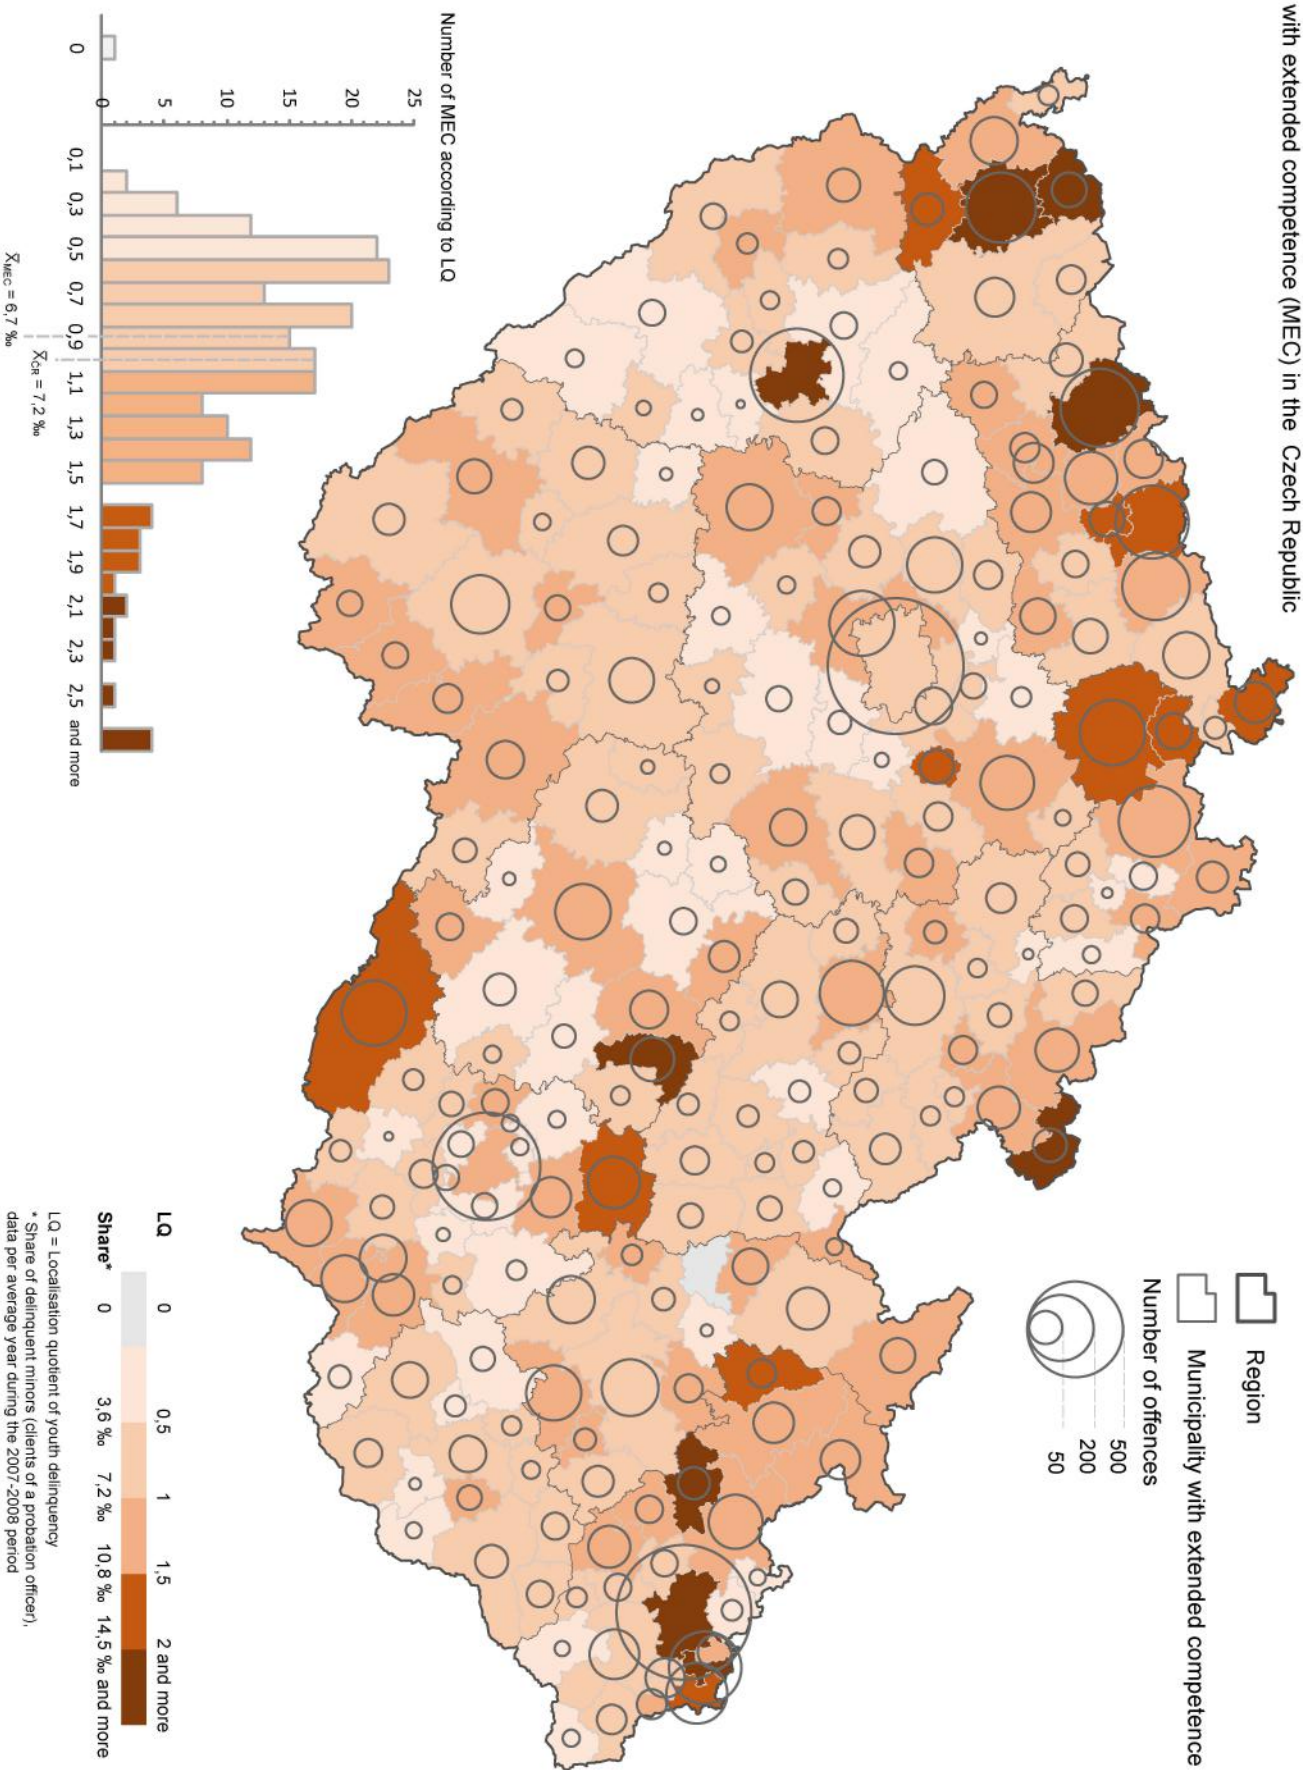 with extended competence (MEC) in the Czech Republic
Region
Municipality with extended competence
Number of offences
500
200
50
Number of MEC according to LQ
25
20
15
10
5
0
0
0,1
0,3
0,5
0,7
0,9
1,1
1,3
1,5
1,7
1,9
2,1
2,3
2,5 and more
x̄MEC = 6,7 ‰
x̄ČR = 7,2 ‰
LQ
0
0,5
1
1,5
2 and more
Share*
0
3,6 ‰
7,2 ‰
10,8 ‰
14,5 ‰ and more
LQ = Localisation quotient of youth delinquency
* Share of delinquent minors (clients of a probation officer),
data per average year during the 2007-2008 period